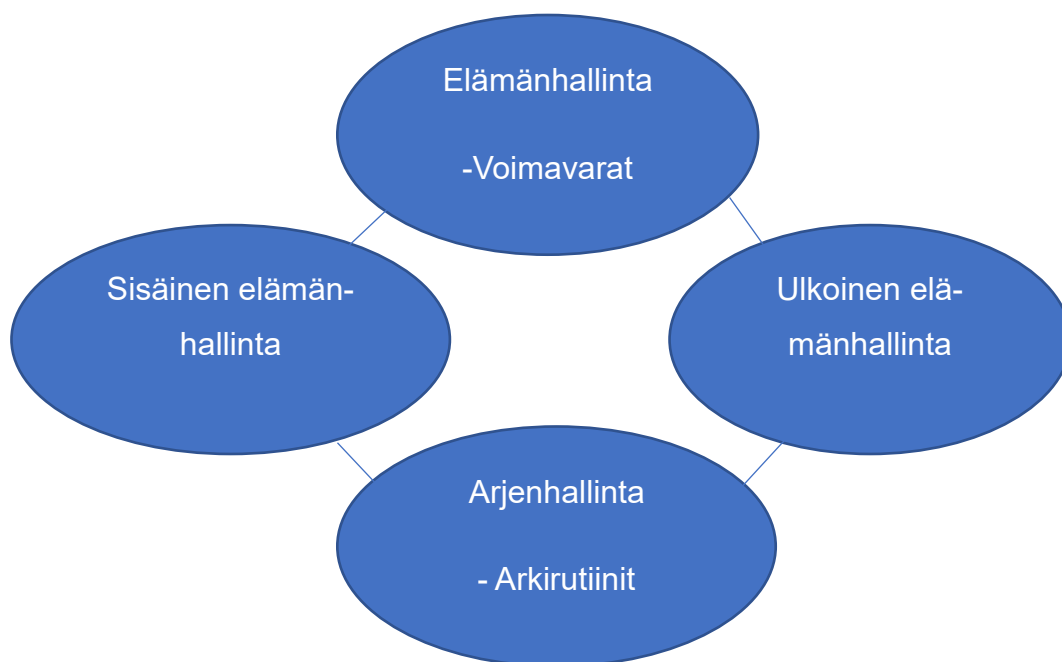 Elämänhallinta
-Voimavarat
Sisäinen elämän-
hallinta
Ulkoinen elä-
mänhallinta
Arjenhallinta
- Arkirutiinit